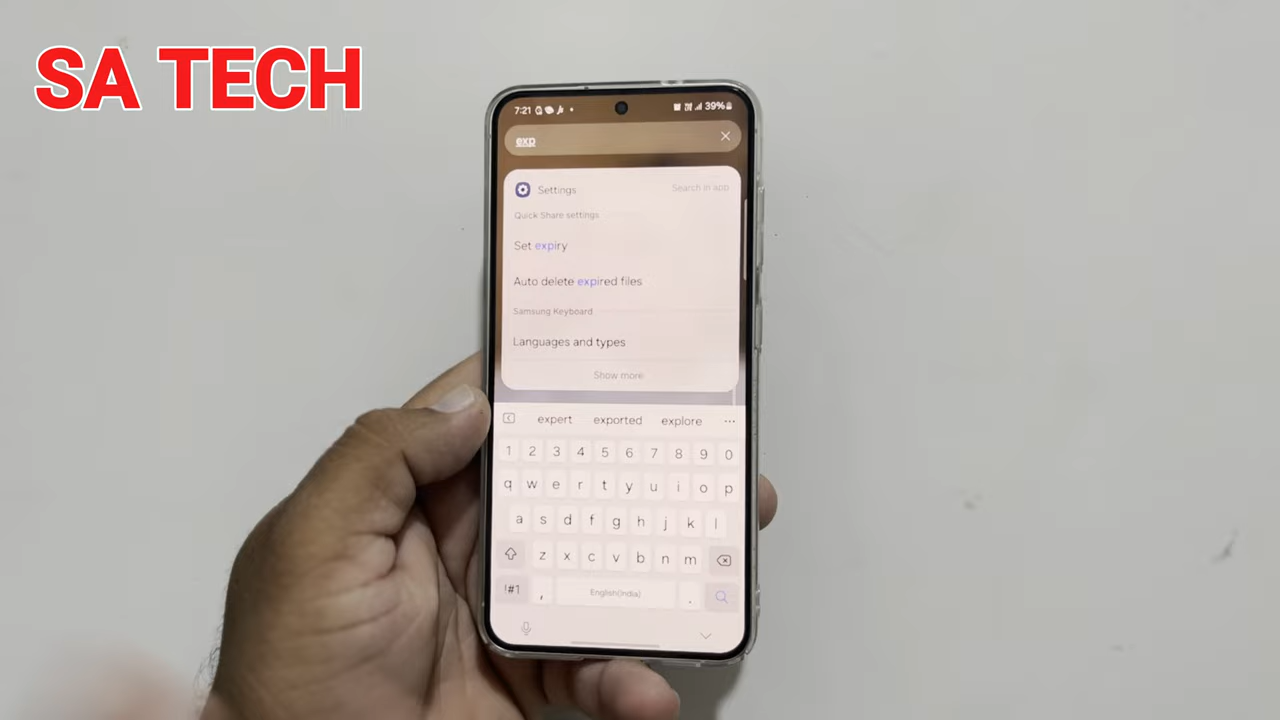 SA TECH
7:21 39%
exp
Settings Search in app
Quick Share settings
Set expiry
Auto delete expired files
Samsung Keyboard
Languages and types
Show more
expert exported explore
1 2 3 4 5 6 7 8 9 0
q w e r t y u i o p
a s d f g h j k l
z x c v b n m
!#1 , English(India) .